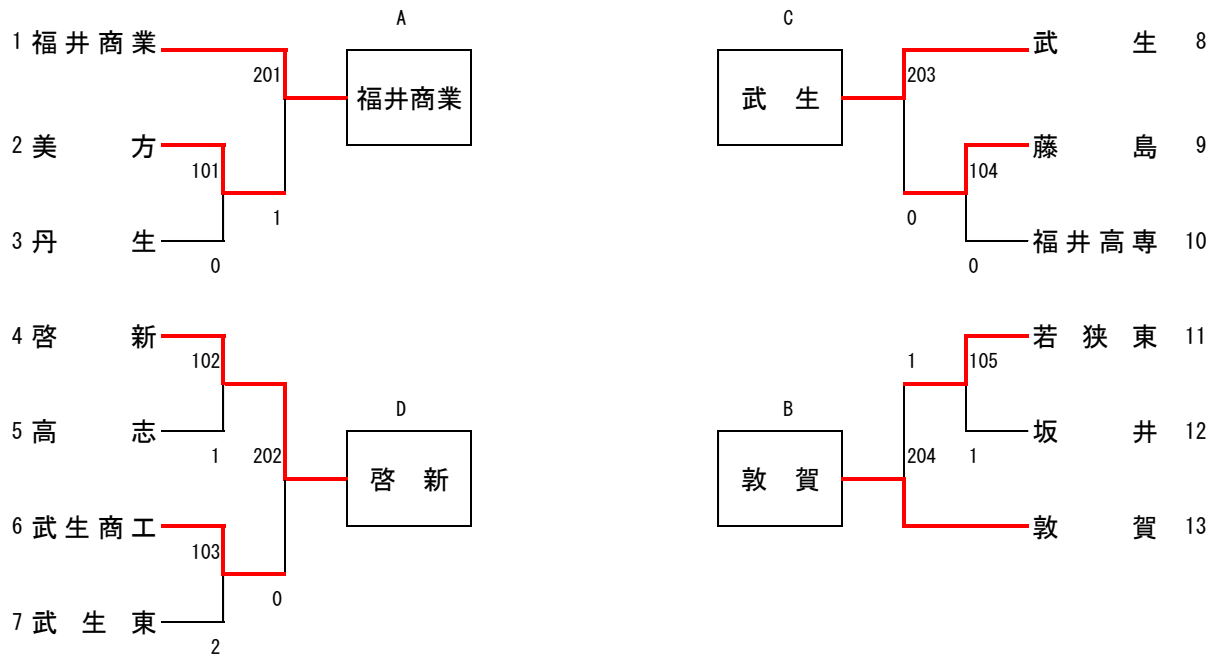 A
1 福井商業
201
福井商業
2 美方
101
1
3 丹生
0
4 啓新
102
D
5 高志
1
202
啓新
6 武生商工
103
0
7 武生東
2
C
武生 8
203
武生
藤島 9
104
0
福井高専 10
0
若狭東 11
1
105
B
坂井 12
204
1
敦賀
敦賀 13